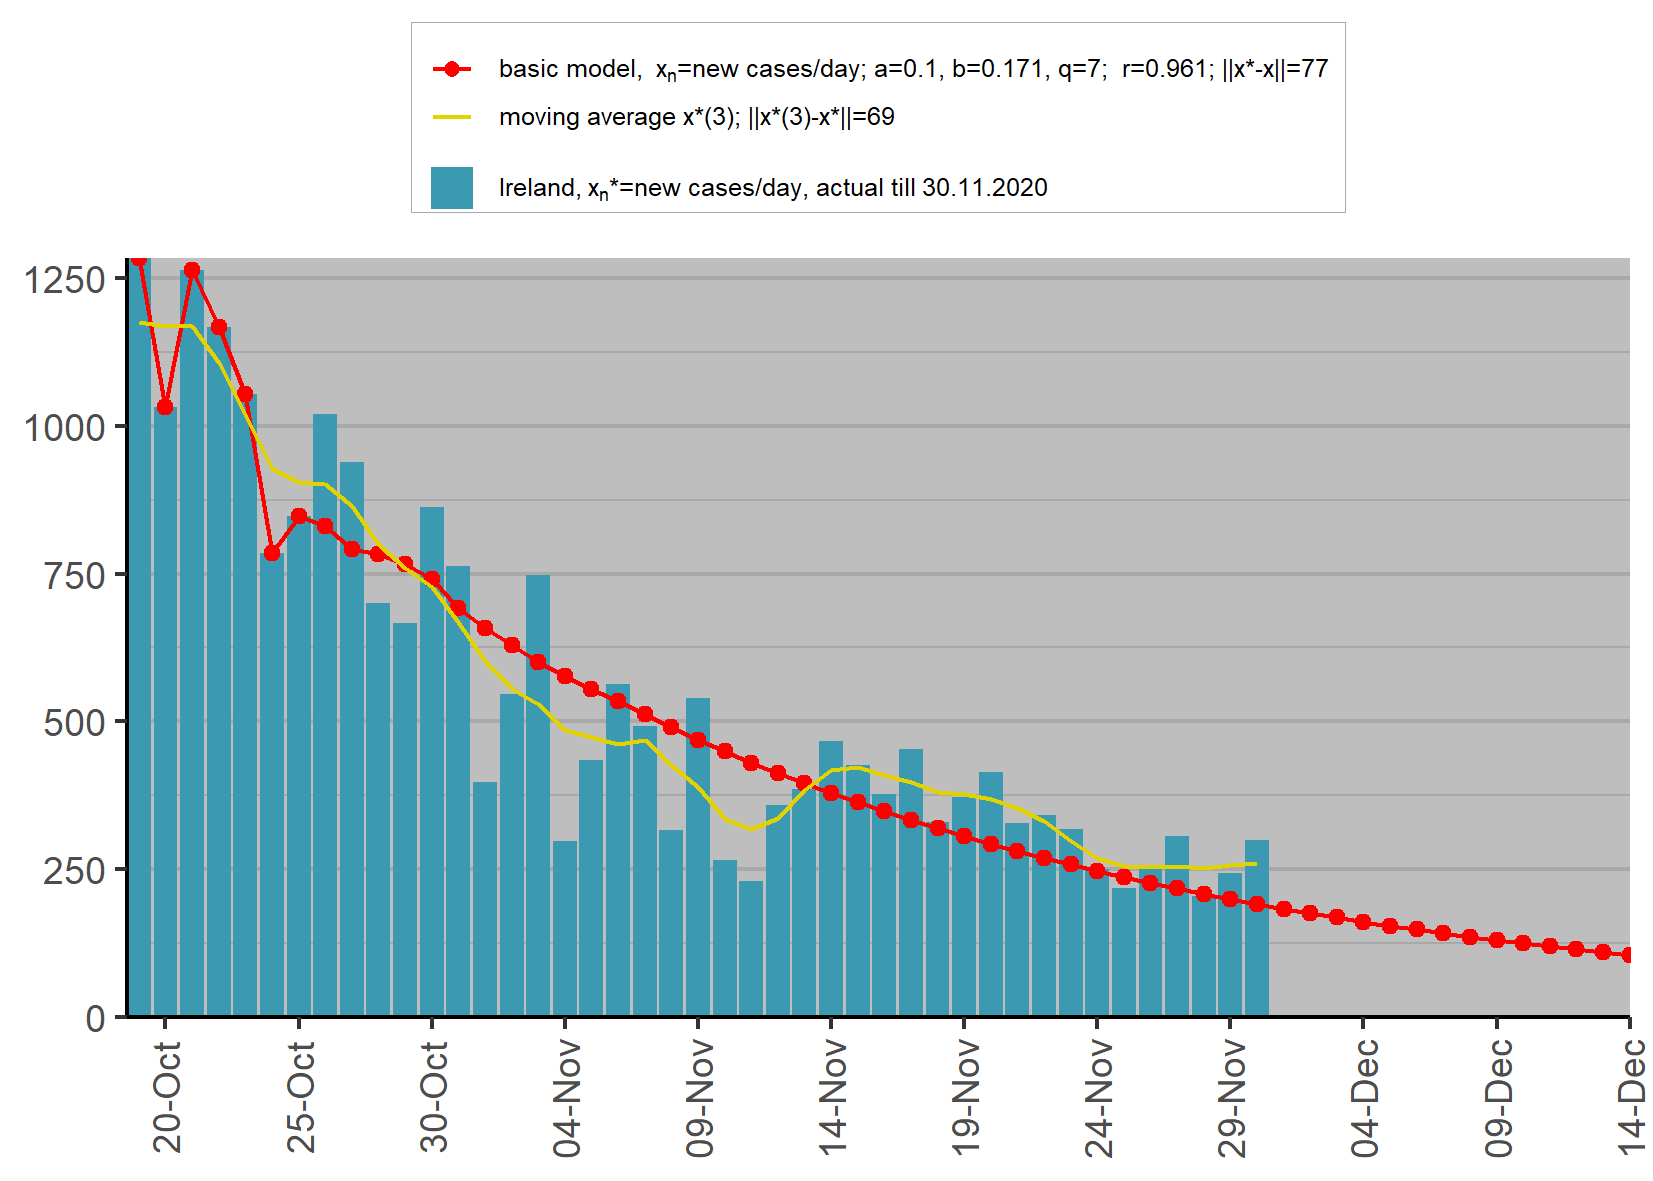 basic model, xn=new cases/day; a=0.1, b=0.171, q=7; r=0.961; ||x*-x||=77
moving average x*(3); ||x*(3)-x*||=69
Ireland, xn*=new cases/day, actual till 30.11.2020
1250
1000
750
500
250
0
20-Oct
25-Oct
30-Oct
04-Nov
09-Nov
14-Nov
19-Nov
24-Nov
29-Nov
04-Dec
09-Dec
14-Dec